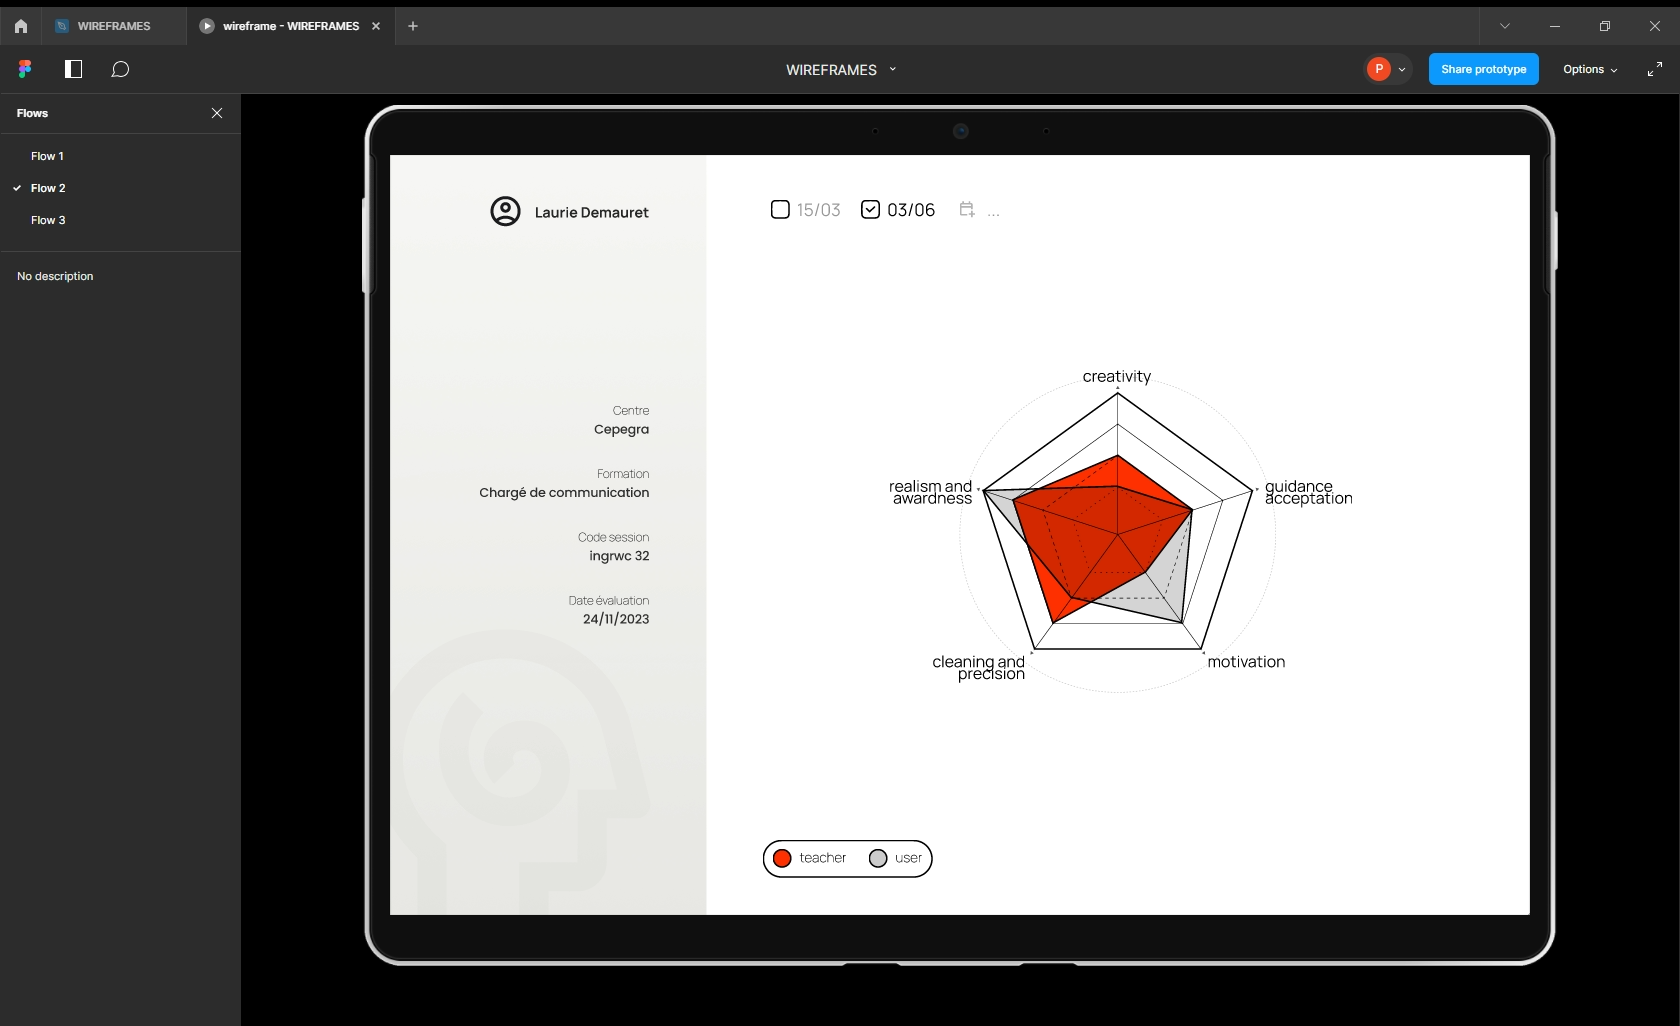 WIREFRAMES
wireframe - WIREFRAMES
WIREFRAMES
P
Share prototype
Options
Flows
Flow 1
Flow 2
Flow 3
No description
Laurie Demauret
Centre
Cepegra
Formation
Chargé de communication
Code session
ingrwc 32
Date évaluation
24/11/2023
15/03
03/06
...
creativity
realism and
awardness
guidance
acceptation
cleaning and
precision
motivation
teacher
user